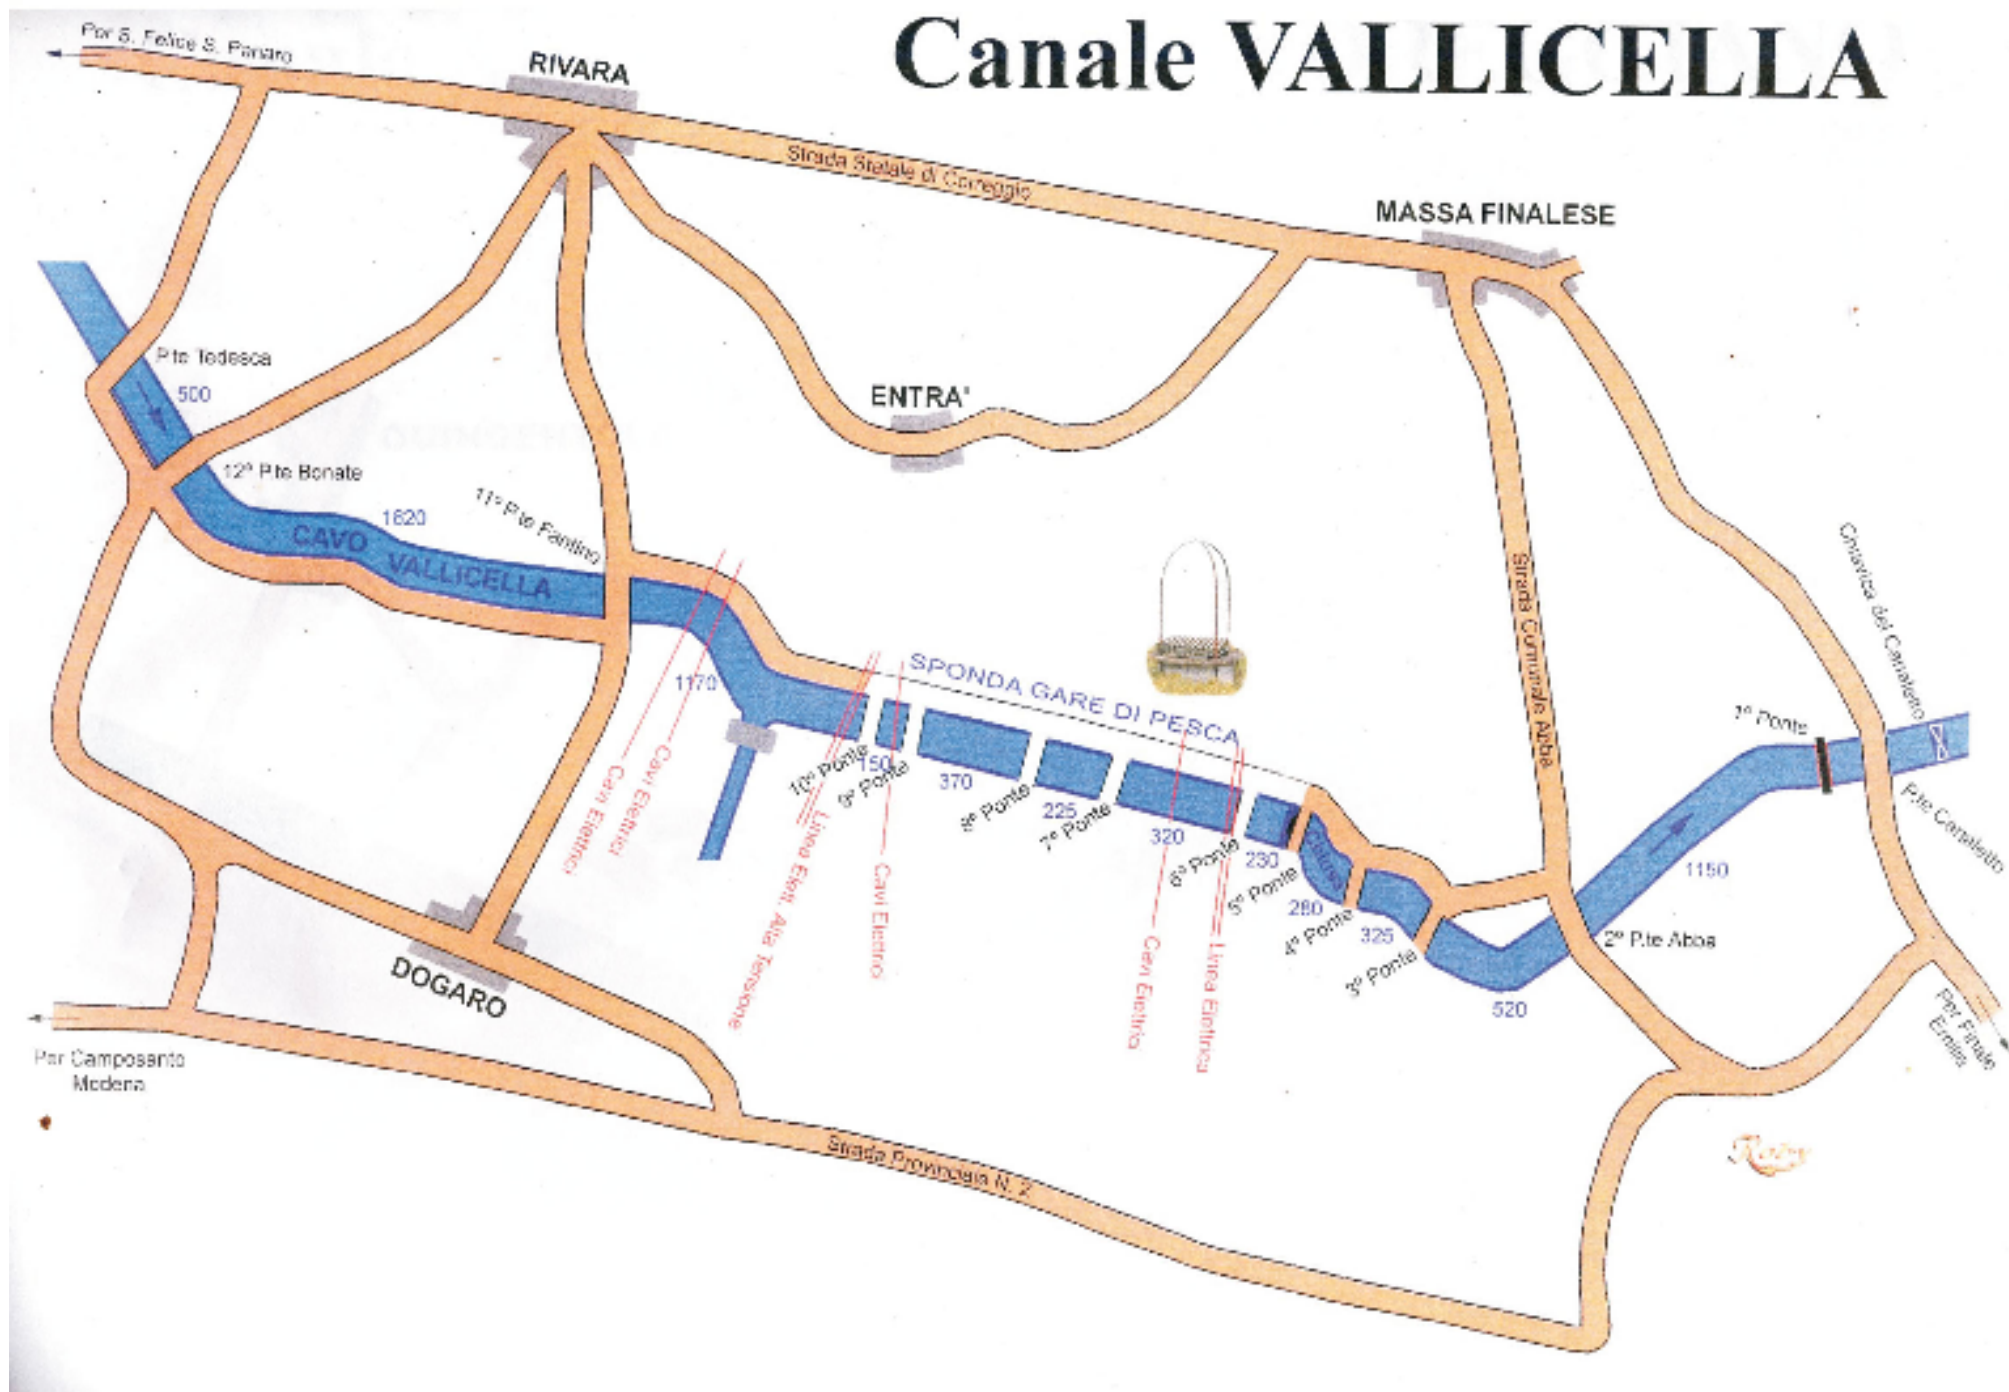 Canale VALLICELLA
Per S. Felice S. Panaro
RIVARA
Strada Statale di Correggio
MASSA FINALESE
P.te Tedesca
500
ENTRA'
12° P.te Bonate
1620
11° P.te Fantino
CAVO VALLICELLA
Strada Comunale Abba
Chiavica del Canaletto
SPONDA GARE DI PESCA
1170
1° Ponte
10° Ponte
150
9° Ponte
370
8° Ponte
225
7° Ponte
320
6° Ponte
230
5° Ponte
280
4° Ponte
325
3° Ponte
520
2° P.te Abba
1150
P.te Canaletto
Cavi Elettrici
Cavi Elettrici
Linea Elett. Alta Tensione
Cavi Elettrici
Cavi Elettrici
Linea Elettrica
DOGARO
Per Camposanto
Modena
Per Finale
Emilia
Strada Provinciale N. 2